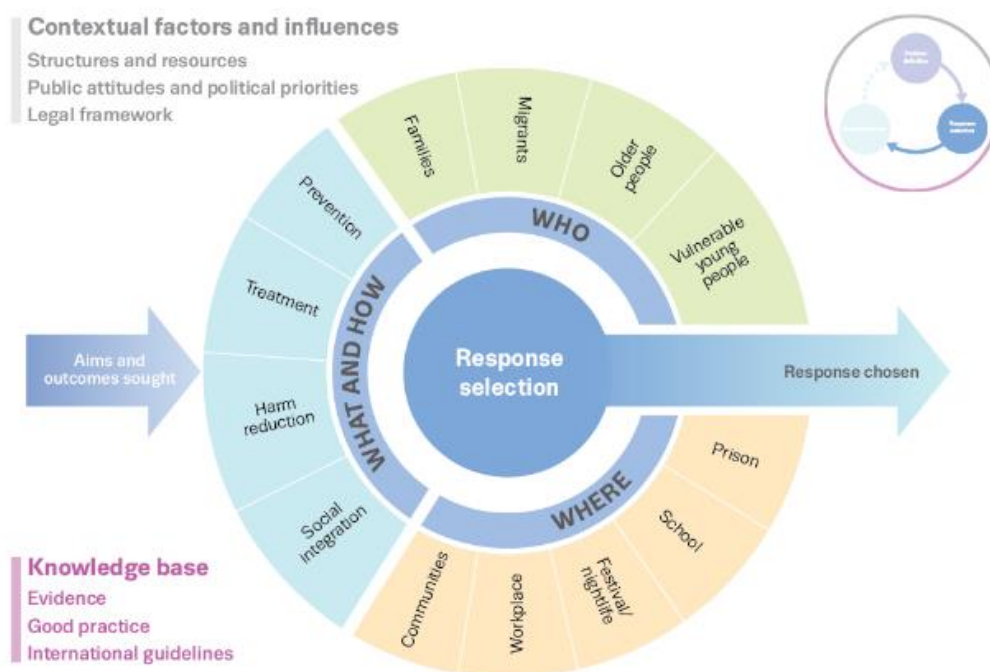 Contextual factors and influences
Structures and resources
Public attitudes and political priorities
Legal framework
Response
selection
Families
Migrants
Older
people
Vulnerable
young
people
WHO
Prevention
Treatment
Harm
reduction
Social
integration
WHAT AND HOW
Aims and
outcomes sought
Response
selection
Response chosen
Prison
School
Festival/
nightlife
Workplace
Communities
WHERE
Knowledge base
Evidence
Good practice
International guidelines